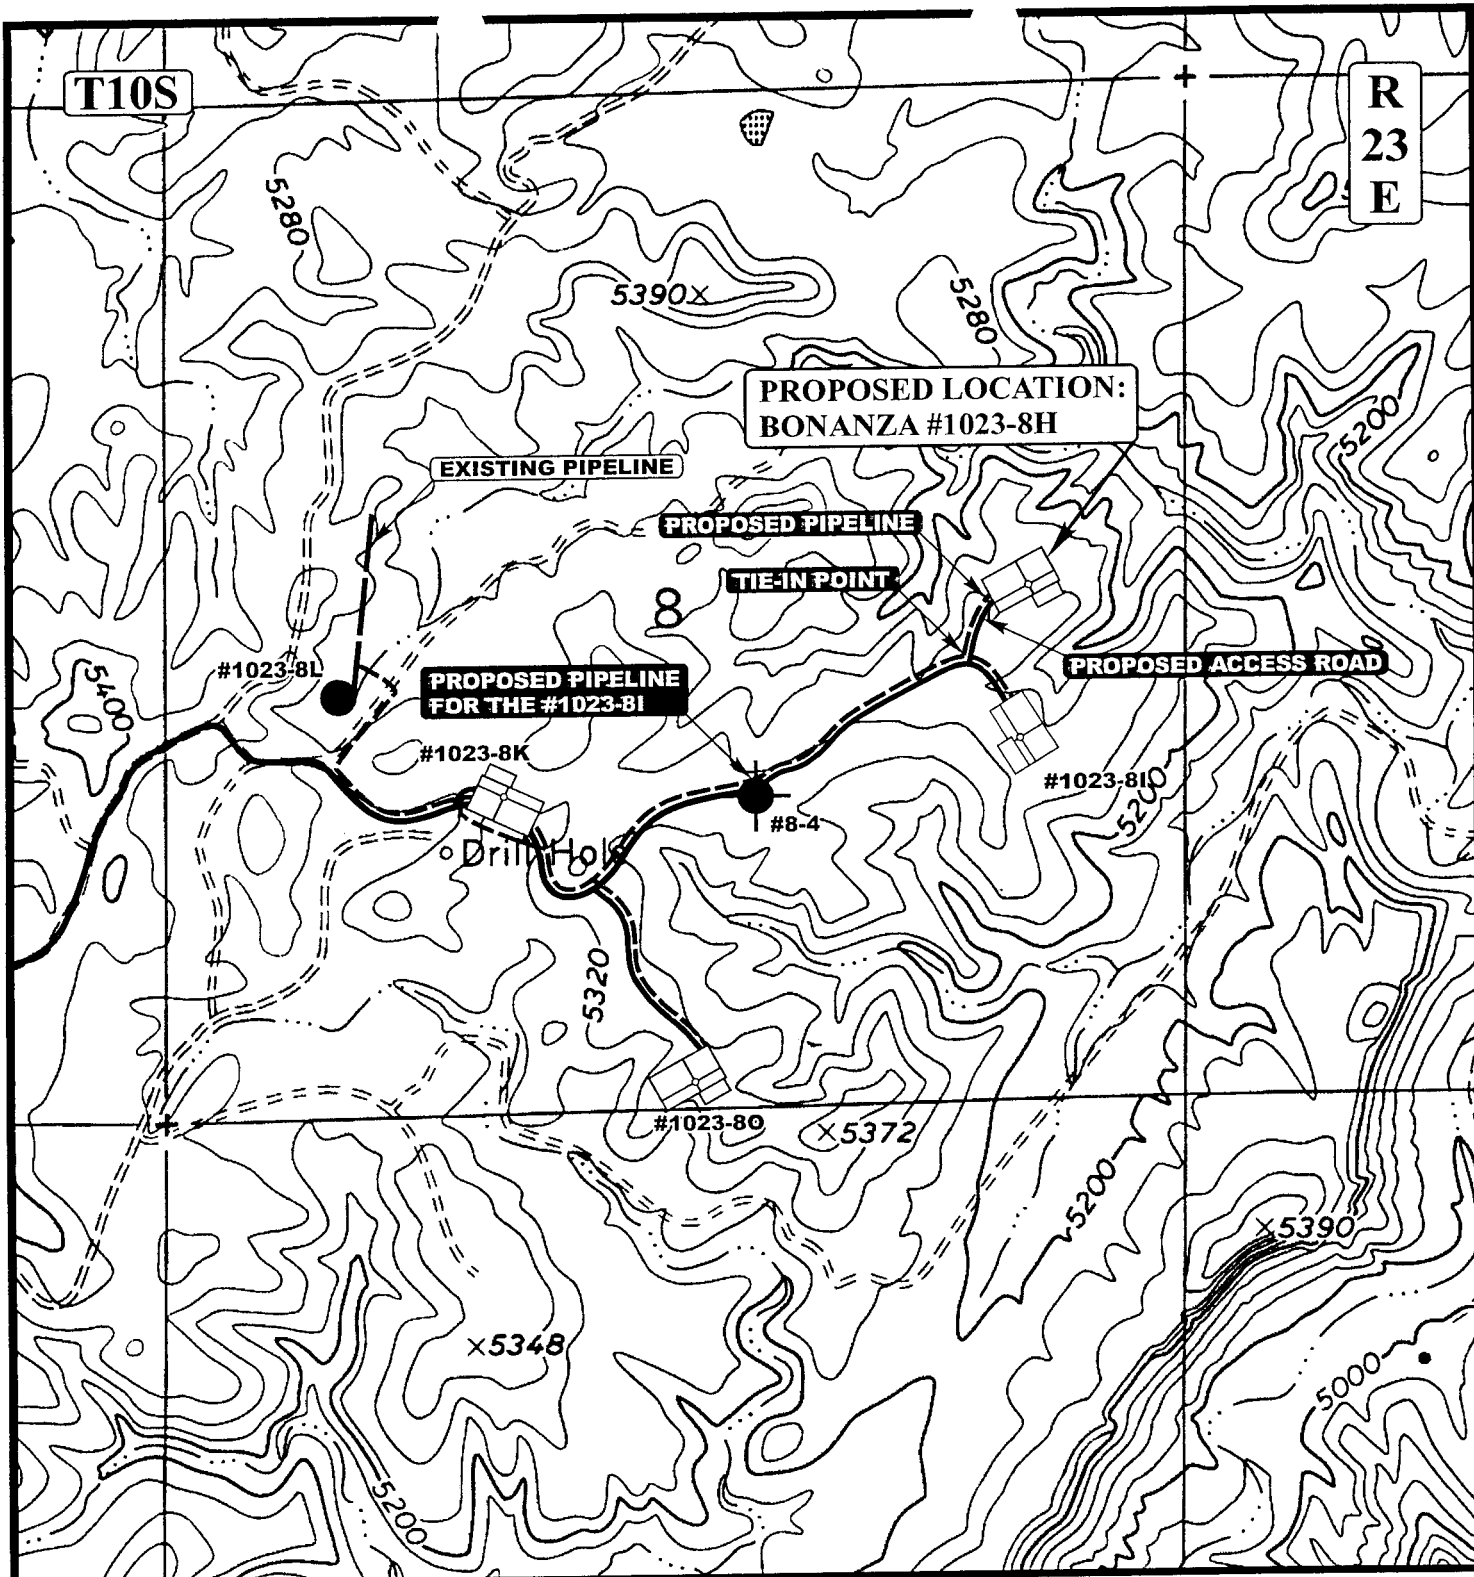 T10S
R
23
E
5280
5390
5280
PROPOSED LOCATION:
BONANZA #1023-8H
5200
EXISTING PIPELINE
PROPOSED PIPELINE
TIE-IN POINT
8
#1023-8L
5400
PROPOSED PIPELINE
FOR THE #1023-8I
PROPOSED ACCESS ROAD
#1023-8K
#1023-8I
5200
#8-4
Drill Hole
5320
#1023-8O
5372
5200
5390
5348
5000
5200